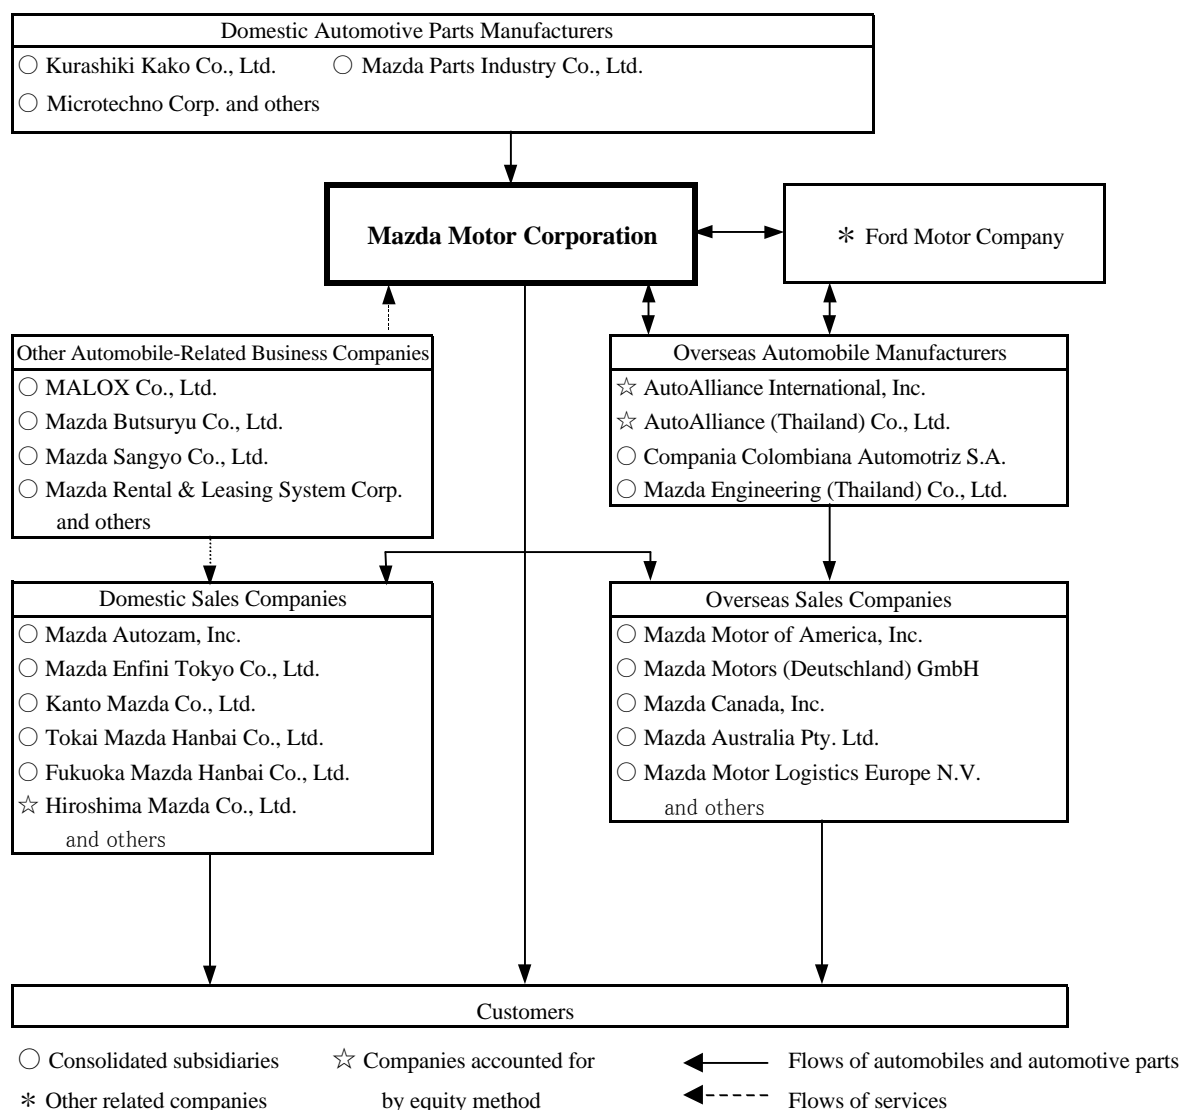 Domestic Automotive Parts Manufacturers
○ Kurashiki Kako Co., Ltd. ○ Mazda Parts Industry Co., Ltd.
○ Microtechno Corp. and others
Mazda Motor Corporation
* Ford Motor Company
Other Automobile-Related Business Companies
○ MALOX Co., Ltd.
○ Mazda Butsuryu Co., Ltd.
○ Mazda Sangyo Co., Ltd.
○ Mazda Rental & Leasing System Corp.
and others
Overseas Automobile Manufacturers
☆ AutoAlliance International, Inc.
☆ AutoAlliance (Thailand) Co., Ltd.
○ Compania Colombiana Automotriz S.A.
○ Mazda Engineering (Thailand) Co., Ltd.
Domestic Sales Companies
○ Mazda Autozam, Inc.
○ Mazda Enfini Tokyo Co., Ltd.
○ Kanto Mazda Co., Ltd.
○ Tokai Mazda Hanbai Co., Ltd.
○ Fukuoka Mazda Hanbai Co., Ltd.
☆ Hiroshima Mazda Co., Ltd.
and others
Overseas Sales Companies
○ Mazda Motor of America, Inc.
○ Mazda Motors (Deutschland) GmbH
○ Mazda Canada, Inc.
○ Mazda Australia Pty. Ltd.
○ Mazda Motor Logistics Europe N.V.
and others
Customers
○ Consolidated subsidiaries
* Other related companies
☆ Companies accounted for
by equity method
Flows of automobiles and automotive parts
Flows of services